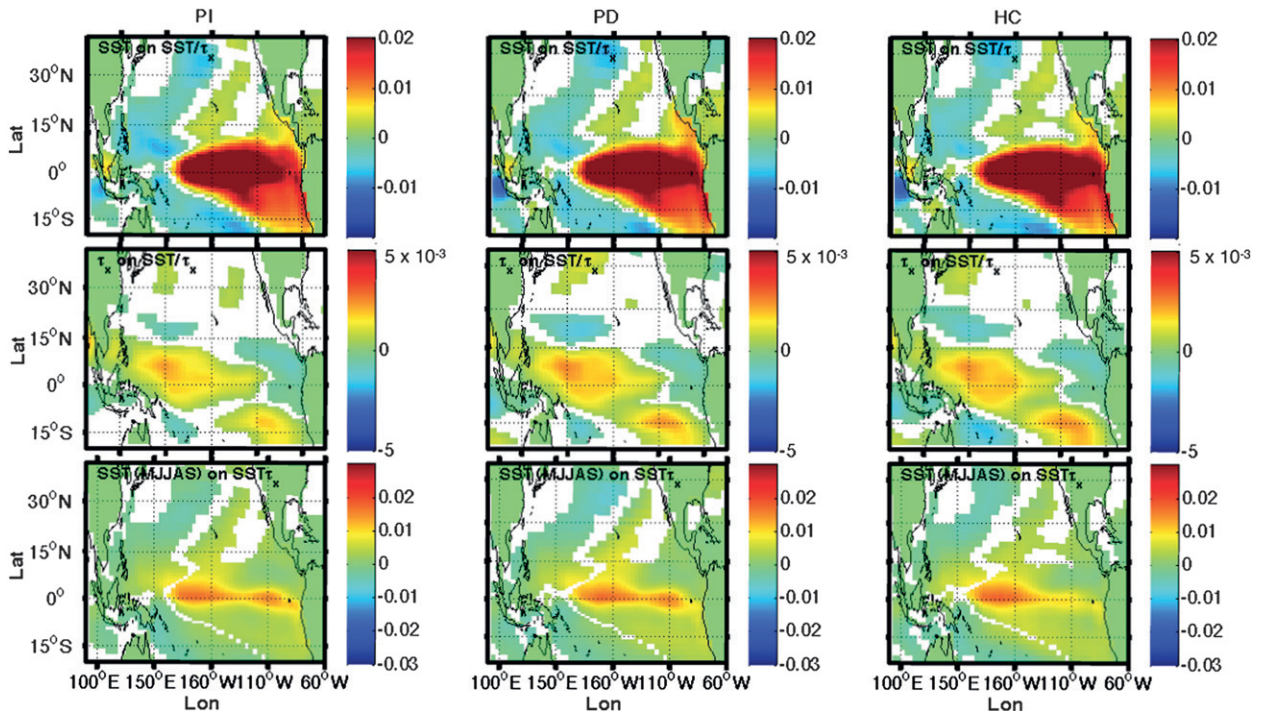 PI PD HC
SST on SST/τx SST on SST/τx SST on SST/τx
30°N 0.02 0.02 0.02
0.01 0.01 0.01
15°N
Lat 0 0 0
0° -0.01 -0.01 -0.01
15°S
τx on SST/τx 5 x 10-3 τx on SST/τx 5 x 10-3 τx on SST/τx 5 x 10-3
30°N
15°N
Lat 0 0 0
0°
15°S -5 -5 -5
SST (MJJAS) on SSTτx SST (MJJAS) on SSTτx SST (MJJAS) on SSTτx
30°N 0.02 0.02 0.02
0.01 0.01 0.01
15°N
Lat 0 0 0
0° -0.01 -0.01 -0.01
-0.02 -0.02 -0.02
15°S
-0.03 -0.03 -0.03
100°E 150°E 160°W 110°W 60°W 100°E 150°E 160°W 110°W 60°W 100°E 150°E 160°W 110°W 60°W
Lon Lon Lon